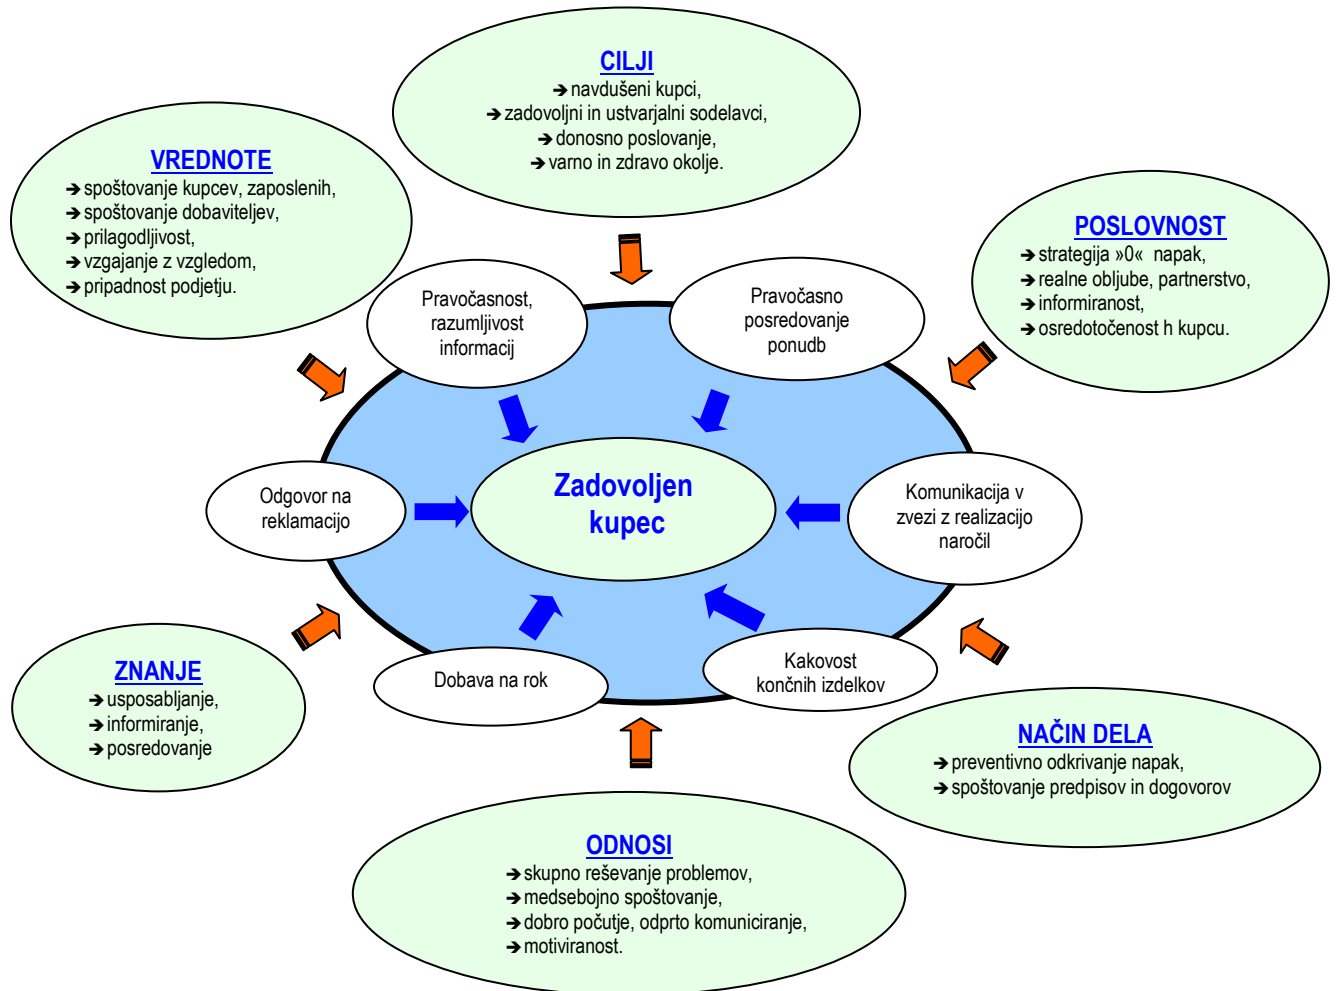 CILJI
➔ navdušeni kupci,
➔ zadovoljni in ustvarjalni sodelavci,
➔ donosno poslovanje,
➔ varno in zdravo okolje.
VREDNOTE
➔ spoštovanje kupcev, zaposlenih,
➔ spoštovanje dobaviteljev,
➔ prilagodljivost,
➔ vzgajanje z vzgledom,
➔ pripadnost podjetju.
POSLOVNOST
➔ strategija »0« napak,
➔ realne obljube, partnerstvo,
➔ informiranost,
➔ osredotočenost h kupcu.
Pravočasnost,
razumljivost
informacij
Pravočasno
posredovanje
ponudb
Odgovor na
reklamacijo
Zadovoljen
kupec
Komunikacija v
zvezi z realizacijo
naročil
Dobava na rok
Kakovost
končnih izdelkov
ZNANJE
➔ usposabljanje,
➔ informiranje,
➔ posredovanje
NAČIN DELA
➔ preventivno odkrivanje napak,
➔ spoštovanje predpisov in dogovorov
ODNOSI
➔ skupno reševanje problemov,
➔ medsebojno spoštovanje,
➔ dobro počutje, odprto komuniciranje,
➔ motiviranost.